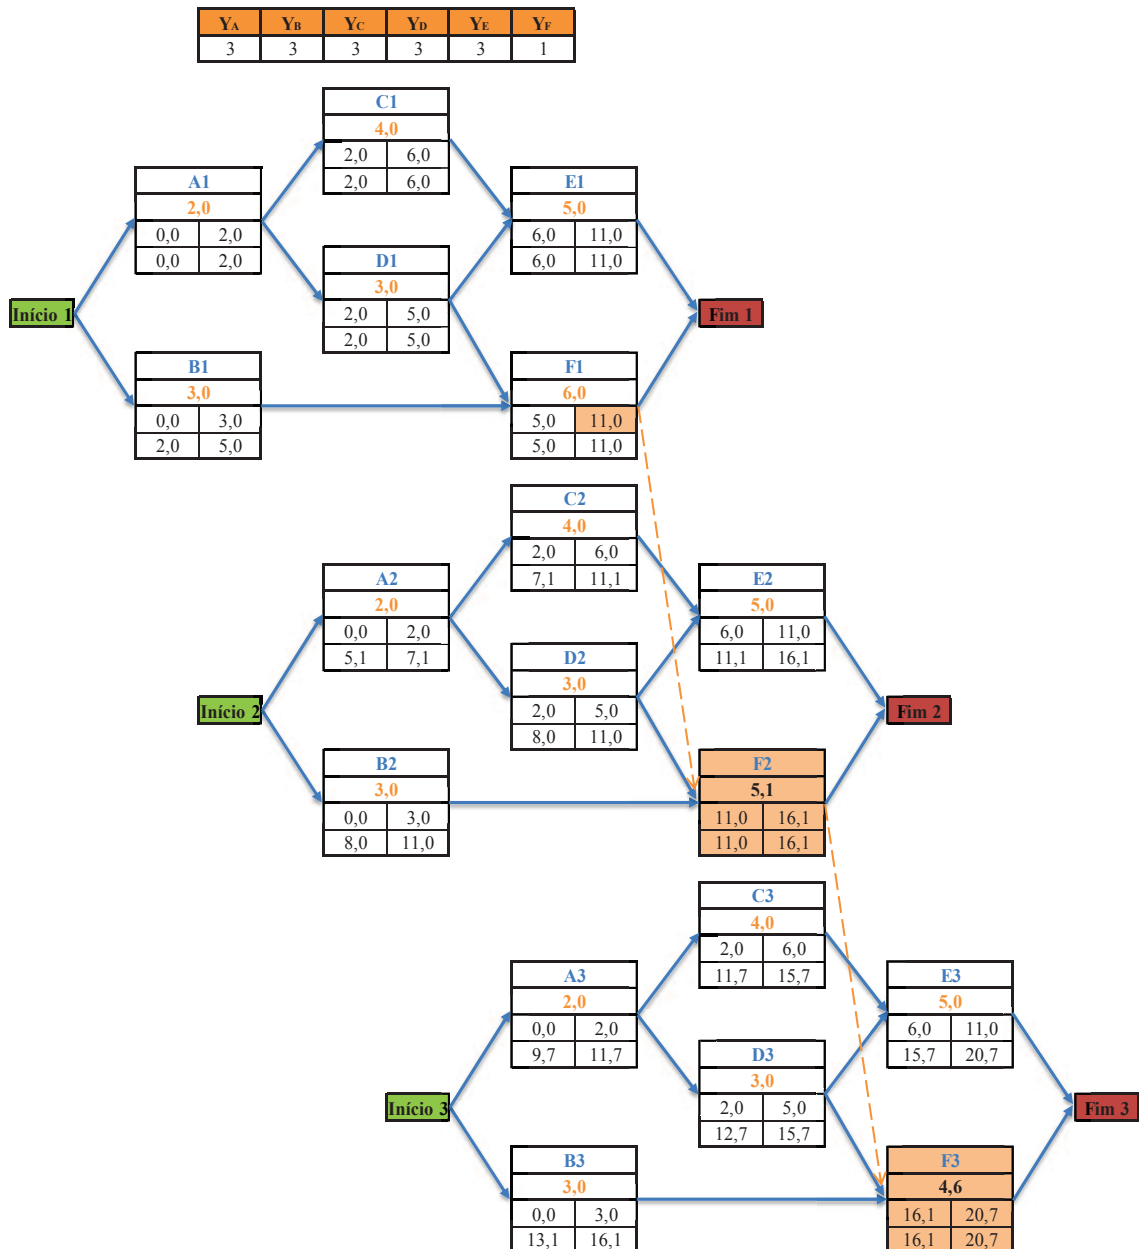 YA YB YC YD YE YF
3 3 3 3 3 1
C1
4,0
2,0 6,0
2,0 6,0
A1
2,0
0,0 2,0
0,0 2,0
E1
5,0
6,0 11,0
6,0 11,0
D1
3,0
2,0 5,0
2,0 5,0
Início 1
Fim 1
B1
3,0
0,0 3,0
2,0 5,0
F1
6,0
5,0 11,0
5,0 11,0
C2
4,0
2,0 6,0
7,1 11,1
A2
2,0
0,0 2,0
5,1 7,1
E2
5,0
6,0 11,0
11,1 16,1
D2
3,0
2,0 5,0
8,0 11,0
Início 2
Fim 2
B2
3,0
0,0 3,0
8,0 11,0
F2
5,1
11,0 16,1
11,0 16,1
C3
4,0
2,0 6,0
11,7 15,7
A3
2,0
0,0 2,0
9,7 11,7
E3
5,0
6,0 11,0
15,7 20,7
D3
3,0
2,0 5,0
12,7 15,7
Início 3
Fim 3
B3
3,0
0,0 3,0
13,1 16,1
F3
4,6
16,1 20,7
16,1 20,7